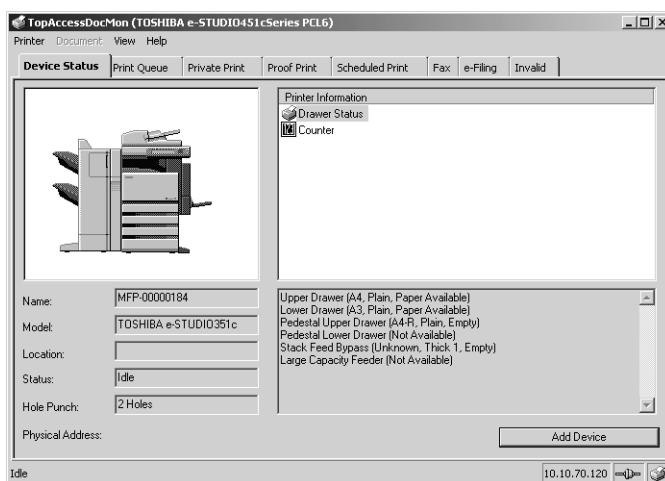 TopAccessDocMon (TOSHIBA e-STUDIO451cSeries PCL6)
Printer Document View Help
Device Status Print Queue Private Print Proof Print Scheduled Print Fax e-Filing Invalid
Printer Information
Drawer Status
Counter
Name: MFP-00000184
Model: TOSHIBA e-STUDIO351c
Location:
Status: Idle
Hole Punch: 2 Holes
Physical Address:
Upper Drawer (A4, Plain, Paper Available)
Lower Drawer (A3, Plain, Paper Available)
Pedestal Upper Drawer (A4-R, Plain, Empty)
Pedestal Lower Drawer (Not Available)
Stack Feed Bypass (Unknown, Thick 1, Empty)
Large Capacity Feeder (Not Available)
Add Device
Idle
10.10.70.120